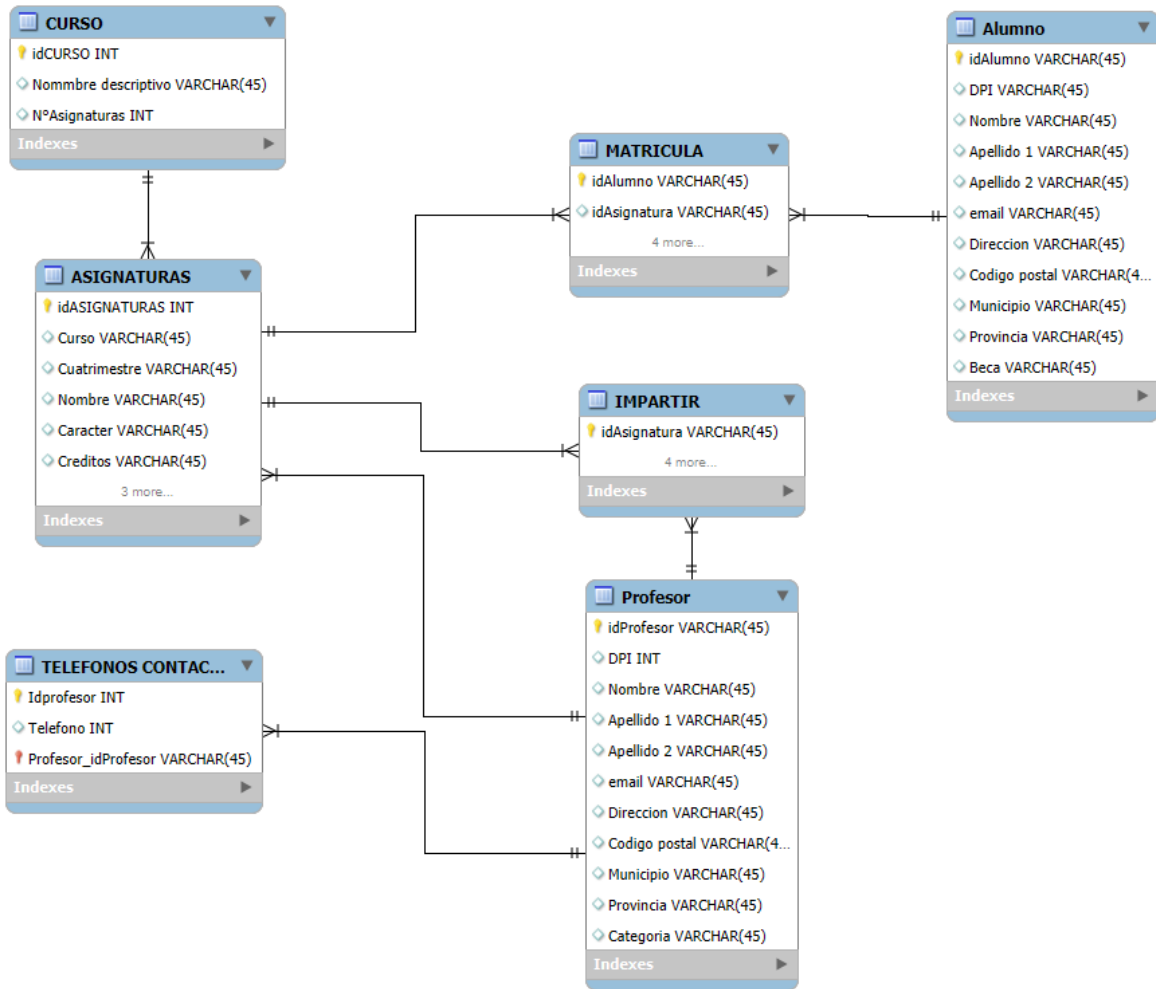 CURSO
idCURSO INT
Nommbre descriptivo VARCHAR(45)
N°Asignaturas INT
Indexes
ASIGNATURAS
idASIGNATURAS INT
Curso VARCHAR(45)
Cuatrimestre VARCHAR(45)
Nombre VARCHAR(45)
Caracter VARCHAR(45)
Creditos VARCHAR(45)
3 more...
Indexes
TELEFONOS CONTAC...
Idprofesor INT
Telefono INT
Profesor_idProfesor VARCHAR(45)
Indexes
MATRICULA
idAlumno VARCHAR(45)
idAsignatura VARCHAR(45)
4 more...
Indexes
IMPARTIR
idAsignatura VARCHAR(45)
4 more...
Indexes
Profesor
idProfesor VARCHAR(45)
DPI INT
Nombre VARCHAR(45)
Apellido 1 VARCHAR(45)
Apellido 2 VARCHAR(45)
email VARCHAR(45)
Direccion VARCHAR(45)
Codigo postal VARCHAR(4...
Municipio VARCHAR(45)
Provincia VARCHAR(45)
Categoria VARCHAR(45)
Indexes
Alumno
idAlumno VARCHAR(45)
DPI VARCHAR(45)
Nombre VARCHAR(45)
Apellido 1 VARCHAR(45)
Apellido 2 VARCHAR(45)
email VARCHAR(45)
Direccion VARCHAR(45)
Codigo postal VARCHAR(4...
Municipio VARCHAR(45)
Provincia VARCHAR(45)
Beca VARCHAR(45)
Indexes